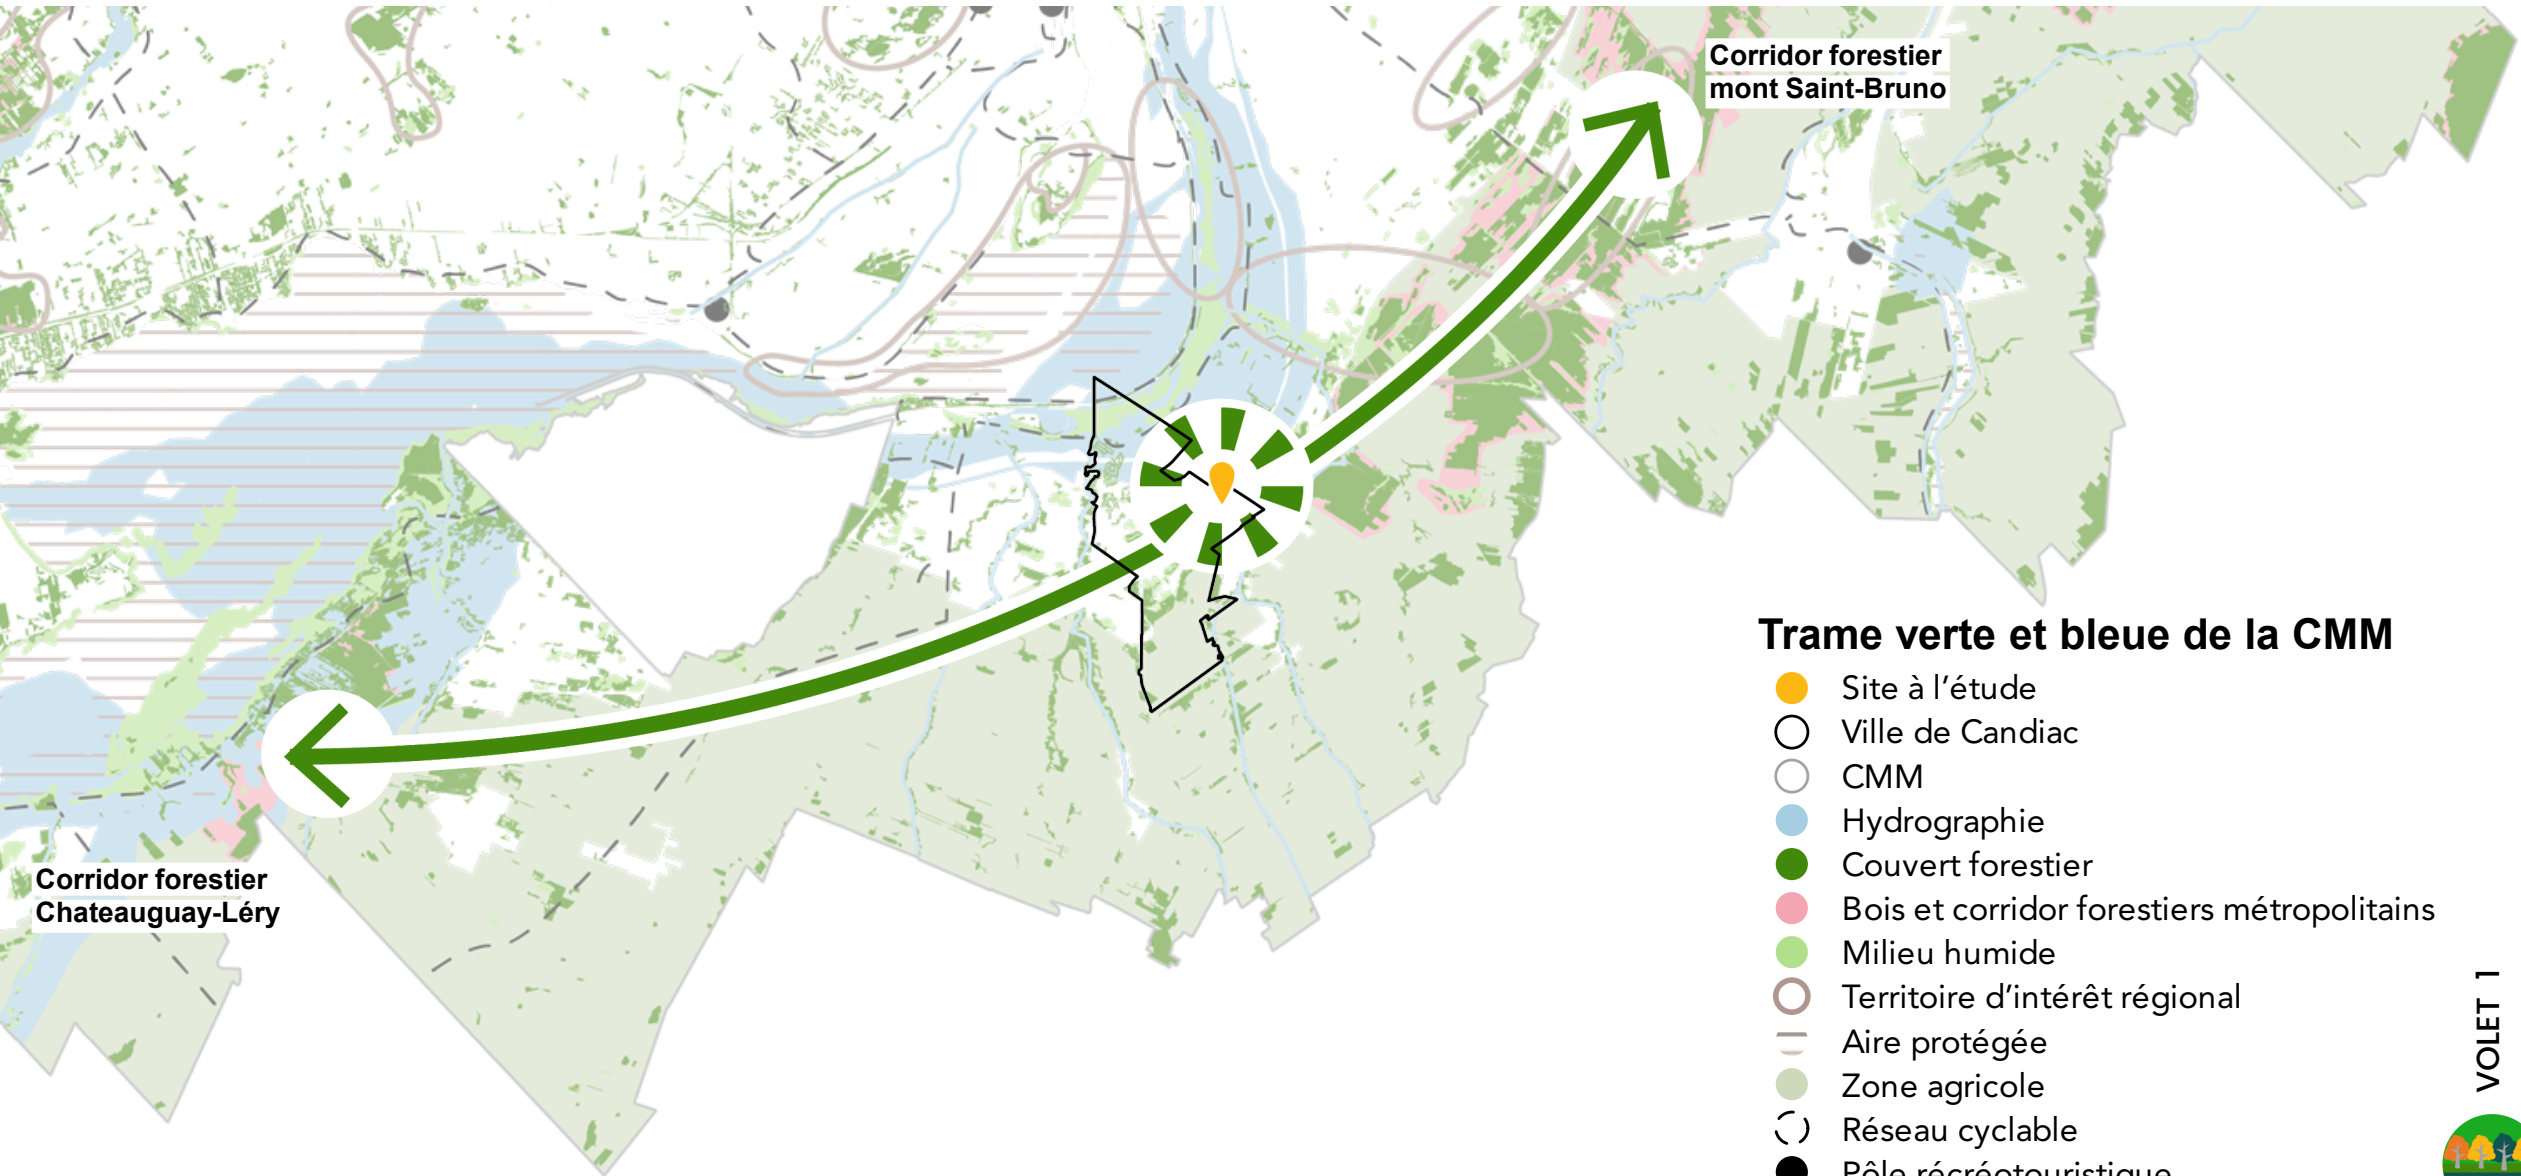 Corridor forestier
mont Saint-Bruno
Corridor forestier
Chateauguay-Léry
Trame verte et bleue de la CMM
Site à l'étude
Ville de Candiac
CMM
Hydrographie
Couvert forestier
Bois et corridor forestiers métropolitains
Milieu humide
Territoire d'intérêt régional
Aire protégée
Zone agricole
Réseau cyclable
Pôle récréotouristique
VOLET 1